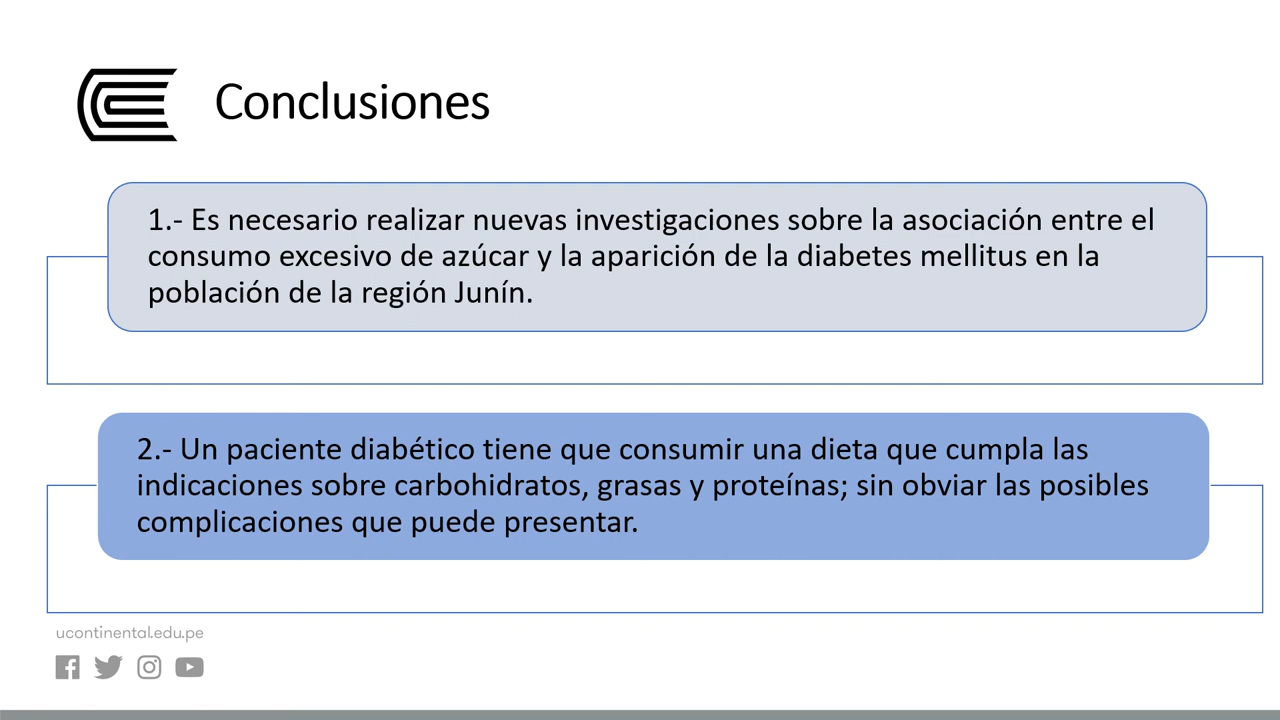 Conclusiones
1.- Es necesario realizar nuevas investigaciones sobre la asociación entre el
consumo excesivo de azúcar y la aparición de la diabetes mellitus en la
población de la región Junín.
2.- Un paciente diabético tiene que consumir una dieta que cumpla las
indicaciones sobre carbohidratos, grasas y proteínas; sin obviar las posibles
complicaciones que puede presentar.
ucontinental.edu.pe